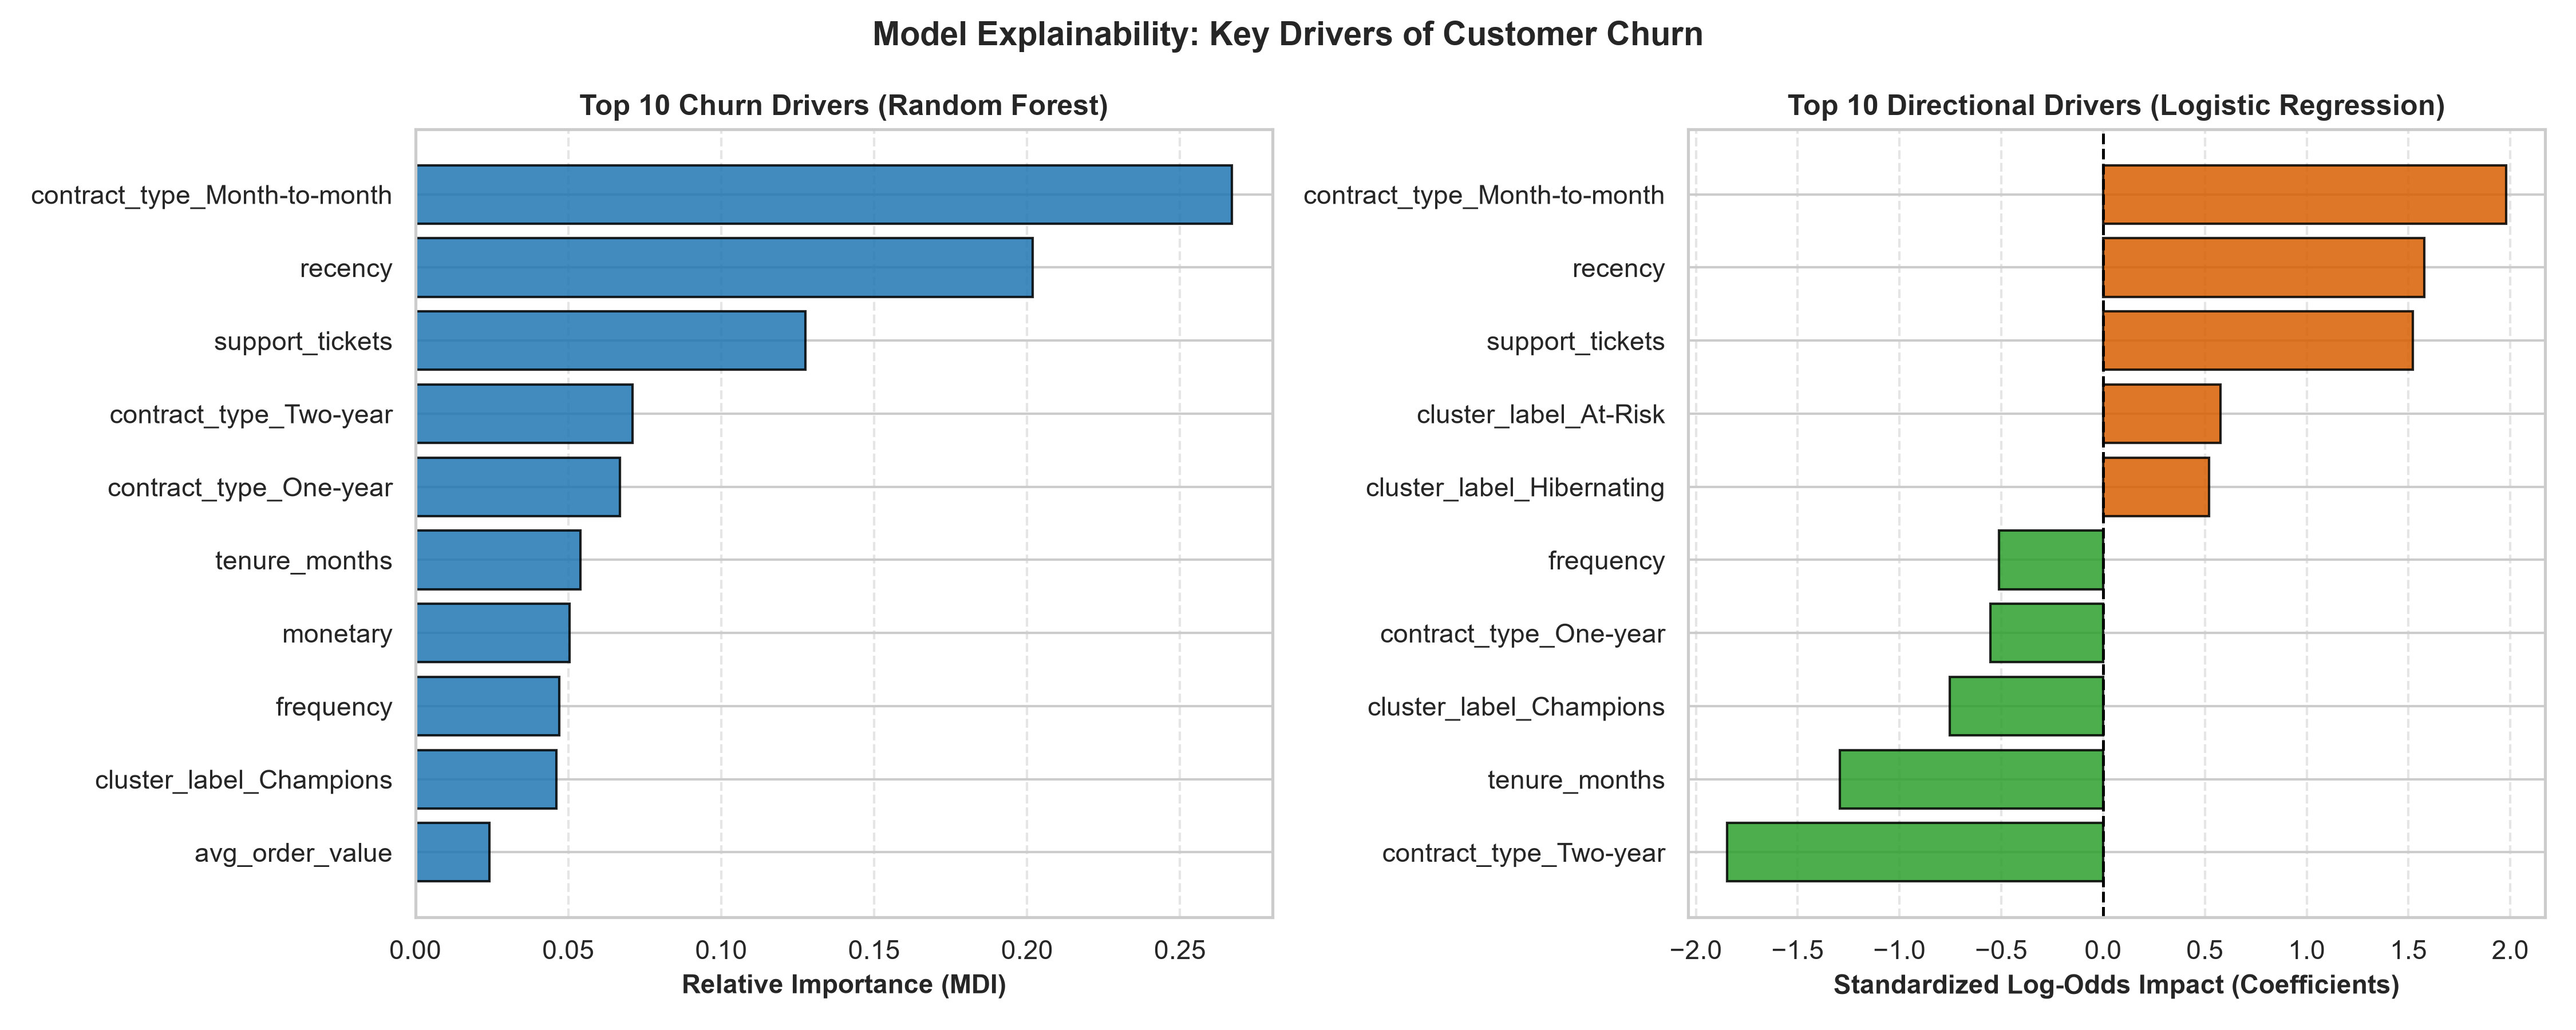 Model Explainability: Key Drivers of Customer Churn
Top 10 Churn Drivers (Random Forest)
contract_type_Month-to-month
recency
support_tickets
contract_type_Two-year
contract_type_One-year
tenure_months
monetary
frequency
cluster_label_Champions
avg_order_value
0.00 0.05 0.10 0.15 0.20 0.25
Relative Importance (MDI)
Top 10 Directional Drivers (Logistic Regression)
contract_type_Month-to-month
recency
support_tickets
cluster_label_At-Risk
cluster_label_Hibernating
frequency
contract_type_One-year
cluster_label_Champions
tenure_months
contract_type_Two-year
−2.0 −1.5 −1.0 −0.5 0.0 0.5 1.0 1.5 2.0
Standardized Log-Odds Impact (Coefficients)